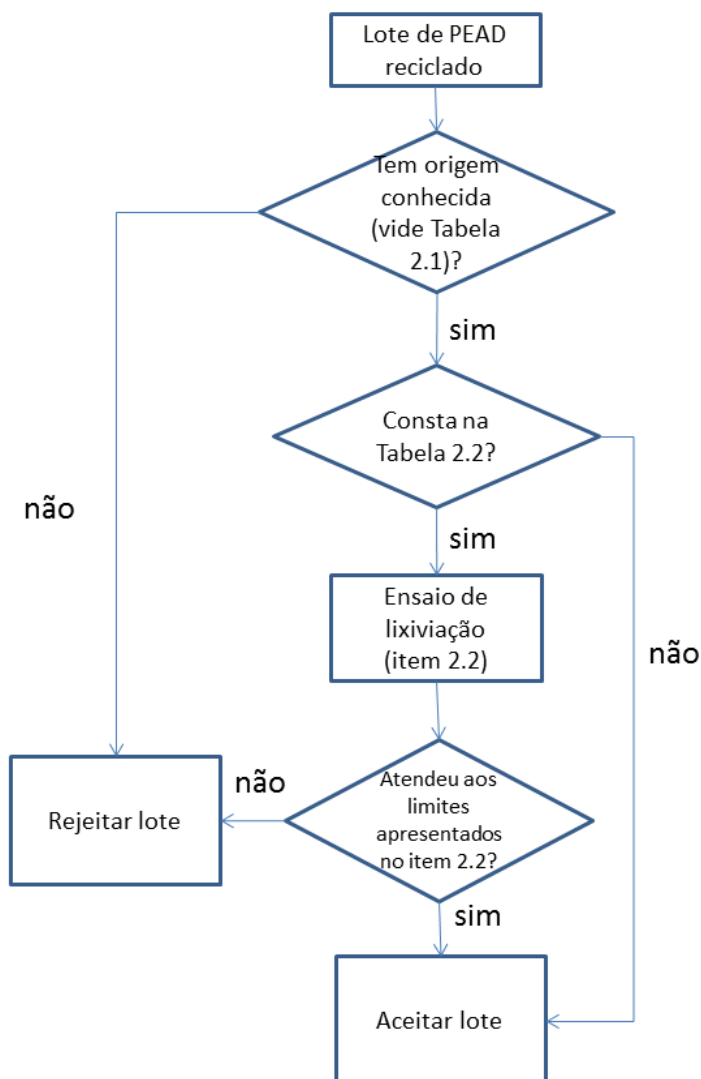 Lote de PEAD
reciclado
Tem origem
conhecida
(vide Tabela
2.1)?
sim
Consta na
Tabela 2.2?
não
sim
Ensaio de
lixiviação
(item 2.2)
não
Atendeu aos
limites
apresentados
no item 2.2?
não
Rejeitar lote
sim
Aceitar lote